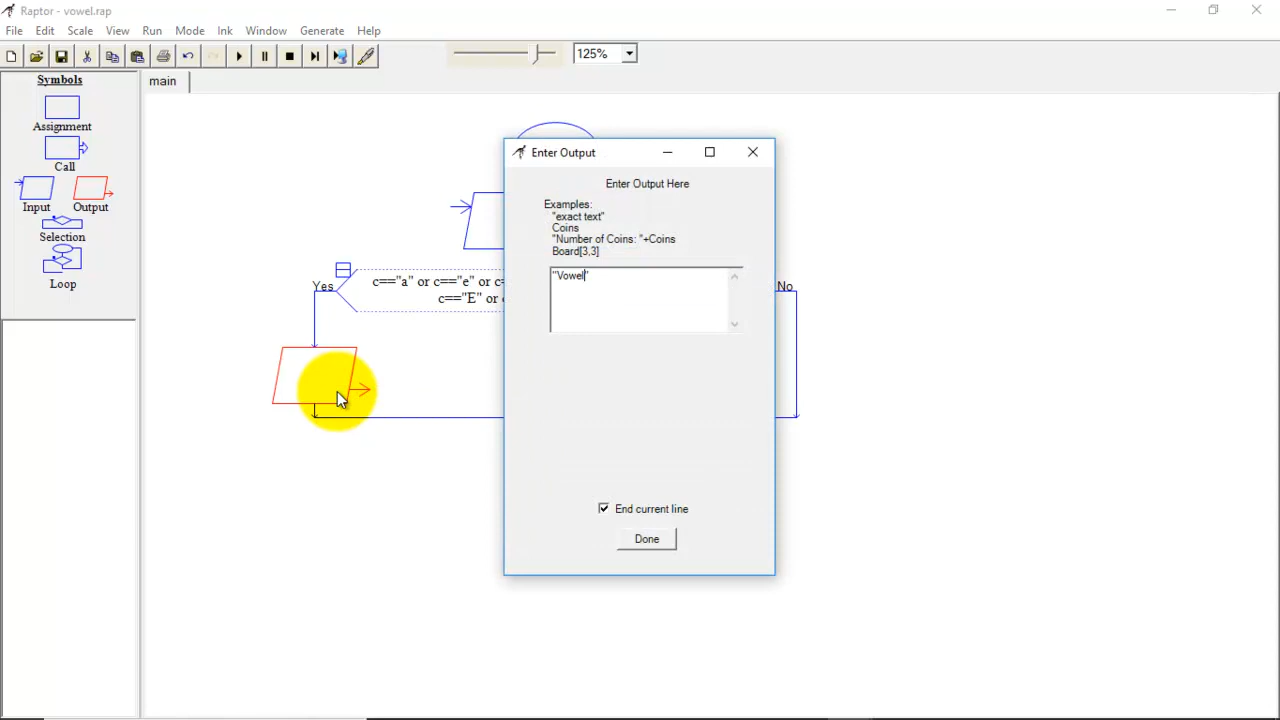 Raptor - vowel.rap
File Edit Scale View Run Mode Ink Window Generate Help
125%
Symbols
main
Assignment
Call
Input Output
Selection
Loop
Enter Output
Enter Output Here
Examples:
"exact text"
Coins
"Number of Coins: "+Coins
Board[3,3]
"Vowel"
Yes
c=="a" or c=="e" or c=
c=="E" or c
No
End current line
Done